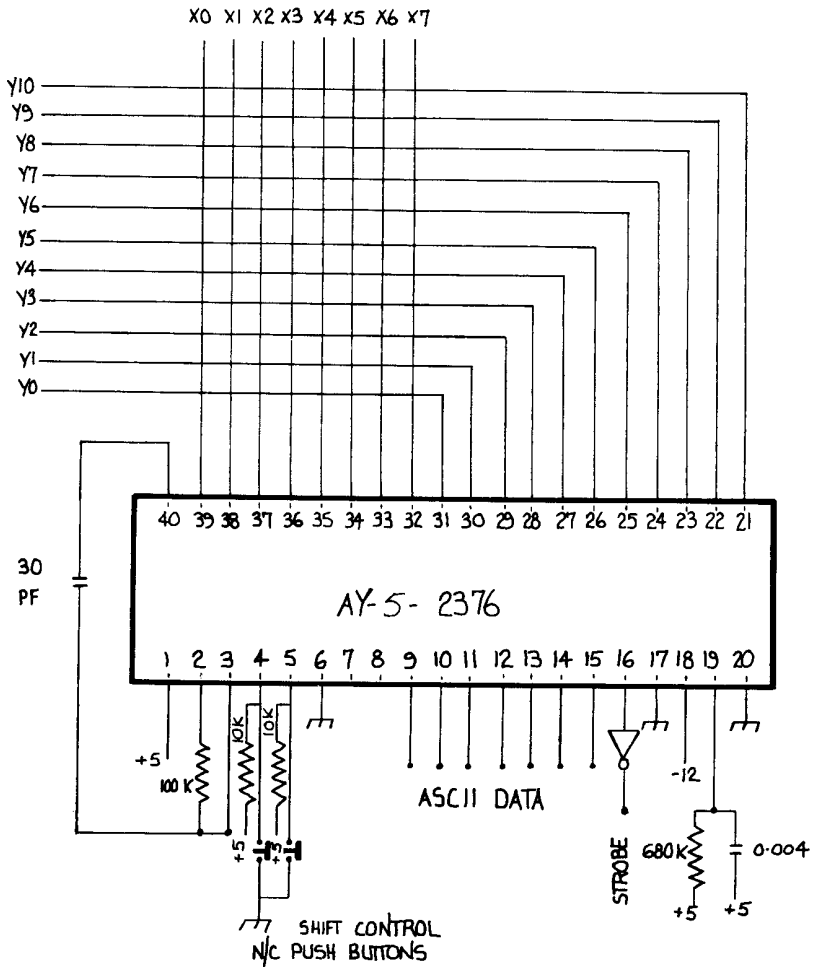 X0 X1 X2 X3 X4 X5 X6 X7
Y10
Y9
Y8
Y7
Y6
Y5
Y4
Y3
Y2
Y1
Y0
40 39 38 37 36 35 34 33 32 31 30 29 28 27 26 25 24 23 22 21
30
PF
AY-5-2376
1 2 3 4 5 6 7 8 9 10 11 12 13 14 15 16 17 18 19 20
+5
100K
10K
10K
+5
+5
ASCII DATA
STROBE
-12
680K
0.004
+5
+5
SHIFT CONTROL
N/C PUSH BUTTONS